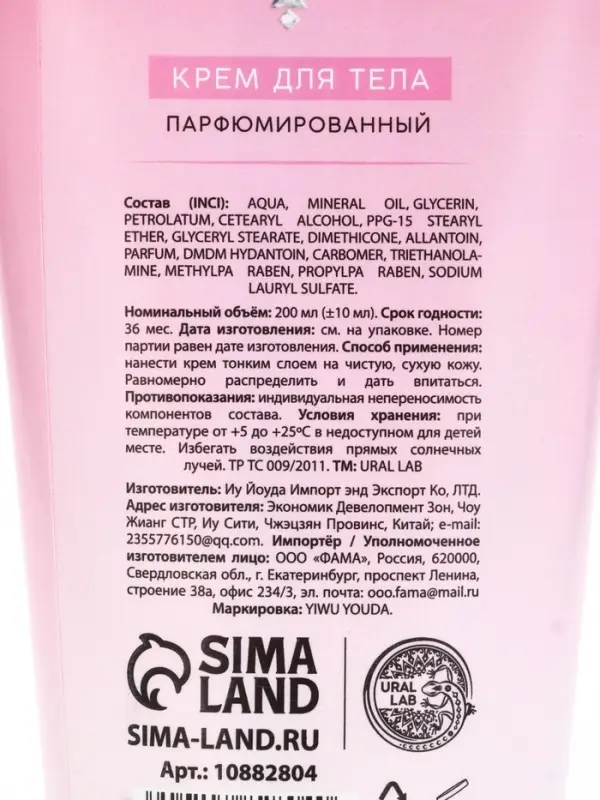 КРЕМ ДЛЯ ТЕЛА
ПАРФЮМИРОВАННЫЙ
Состав (INCI): AQUA, MINERAL OIL, GLYCERIN,
PETROLATUM, CETEARYL ALCOHOL, PPG-15 STEARYL
ETHER, GLYCERYL STEARATE, DIMETHICONE, ALLANTOIN,
PARFUM, DMDM HYDANTOIN, CARBOMER, TRIETHANOLA-
MINE, METHYLPA RABEN, PROPYLPA RABEN, SODIUM
LAURYL SULFATE.
Номинальный объём: 200 мл (±10 мл). Срок годности:
36 мес. Дата изготовления: см. на упаковке. Номер
партии равен дате изготовления. Способ применения:
нанести крем тонким слоем на чистую, сухую кожу.
Равномерно распределить и дать впитаться.
Противопоказания: индивидуальная непереносимость
компонентов состава. Условия хранения: при
температуре от +5 до +25ºС в недоступном для детей
месте. Избегать воздействия прямых солнечных
лучей. ТР ТС 009/2011. ТМ: URAL LAB
Изготовитель: Иу Йоуда Импорт энд Экспорт Ко, ЛТД.
Адрес изготовителя: Экономик Девелопмент Зон, Чоу
Жианг СТР, Иу Сити, Чжэцзян Провинс, Китай; e-mail:
2355776150@qq.com. Импортёр / Уполномоченное
изготовителем лицо: ООО «ФАМА», Россия, 620000,
Свердловская обл., г. Екатеринбург, проспект Ленина,
строение 38а, офис 234/3, эл. почта: ooo.fama@mail.ru
Маркировка: YIWU YOUDA.
SIMA
LAND
URAL
LAB
SIMA-LAND.RU
Арт.: 10882804